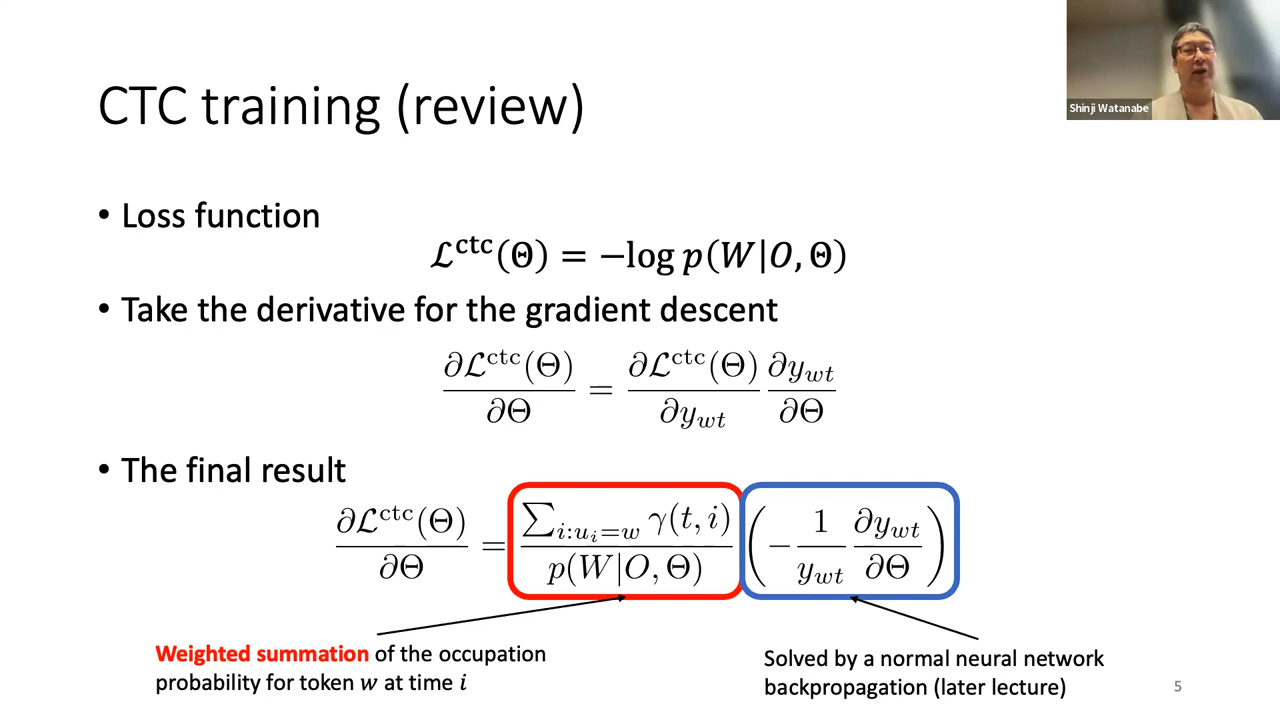 Shinji Watanabe
CTC training (review)
• Loss function
ℒ^ctc(Θ) = −log p(W|O, Θ)
• Take the derivative for the gradient descent
∂ℒ^ctc(Θ)/∂Θ = ∂ℒ^ctc(Θ)/∂y_wt ∂y_wt/∂Θ
• The final result
∂ℒ^ctc(Θ)/∂Θ = ∑_{i:u_i=w} γ(t, i)/p(W|O, Θ) (−1/y_wt ∂y_wt/∂Θ)
Weighted summation of the occupation
probability for token w at time i
Solved by a normal neural network
backpropagation (later lecture)
5